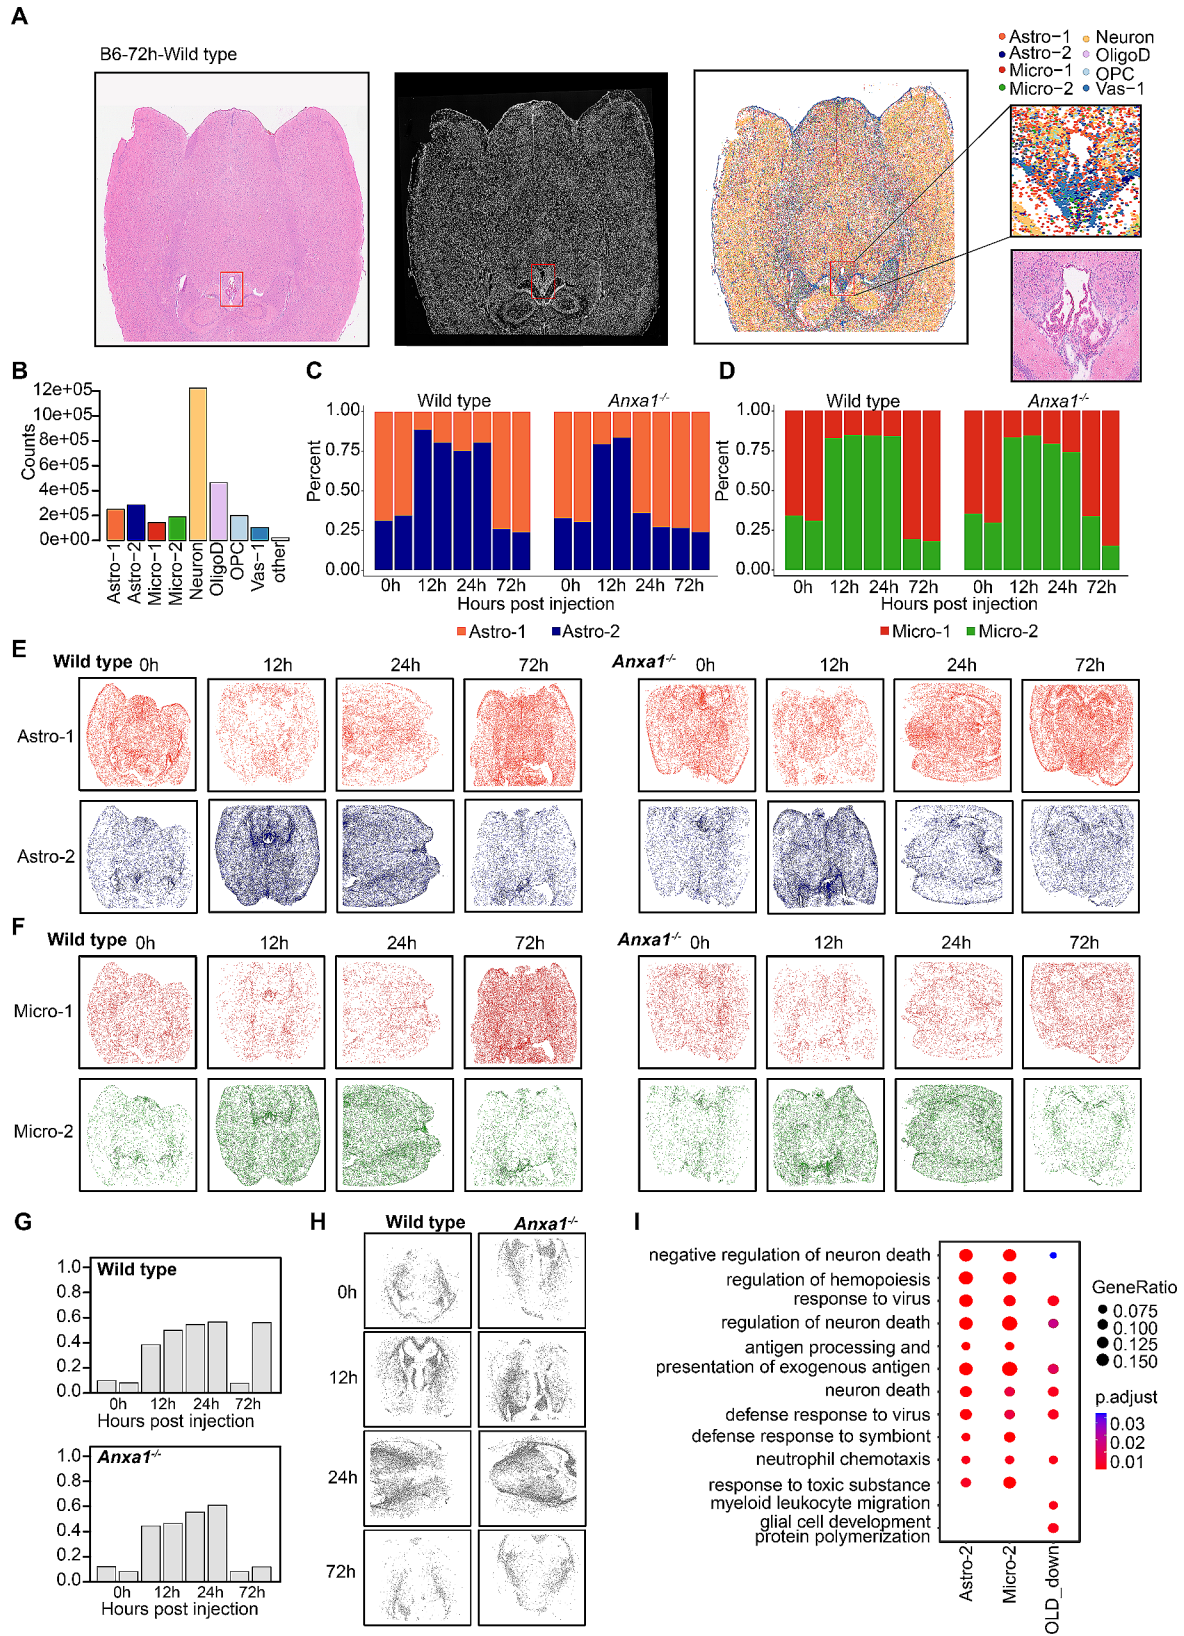 A
B6-72h-Wild type
Astro-1
Astro-2
Micro-1
Micro-2
Neuron
OligoD
OPC
Vas-1
B
Counts
12e+05
10e+05
8e+05
6e+05
4e+05
2e+05
0e+00
Astro-1
Astro-2
Micro-1
Micro-2
Neuron
OligoD
OPC
Vas-1
other
C
Wild type
Anxa1-/-
Percent
1.00
0.75
0.50
0.25
0.00
0h 12h 24h 72h
0h 12h 24h 72h
Hours post injection
Astro-1 Astro-2
D
Wild type
Anxa1-/-
Percent
1.00
0.75
0.50
0.25
0.00
0h 12h 24h 72h
0h 12h 24h 72h
Hours post injection
Micro-1 Micro-2
E
Wild type 0h 12h 24h 72h
Anxa1-/- 0h 12h 24h 72h
Astro-1
Astro-2
F
Wild type 0h 12h 24h 72h
Anxa1-/- 0h 12h 24h 72h
Micro-1
Micro-2
G
Wild type
1.0
0.8
0.6
0.4
0.2
0.0
0h 12h 24h 72h
Hours post injection
Anxa1-/-
1.0
0.8
0.6
0.4
0.2
0.0
0h 12h 24h 72h
Hours post injection
H
Wild type
Anxa1-/-
0h
12h
24h
72h
I
negative regulation of neuron death
regulation of hemopoiesis
response to virus
regulation of neuron death
antigen processing and
presentation of exogenous antigen
neuron death
defense response to virus
defense response to symbiont
neutrophil chemotaxis
response to toxic substance
myeloid leukocyte migration
glial cell development
protein polymerization
Astro-2
Micro-2
OLD_down
GeneRatio
0.075
0.100
0.125
0.150
p.adjust
0.03
0.02
0.01